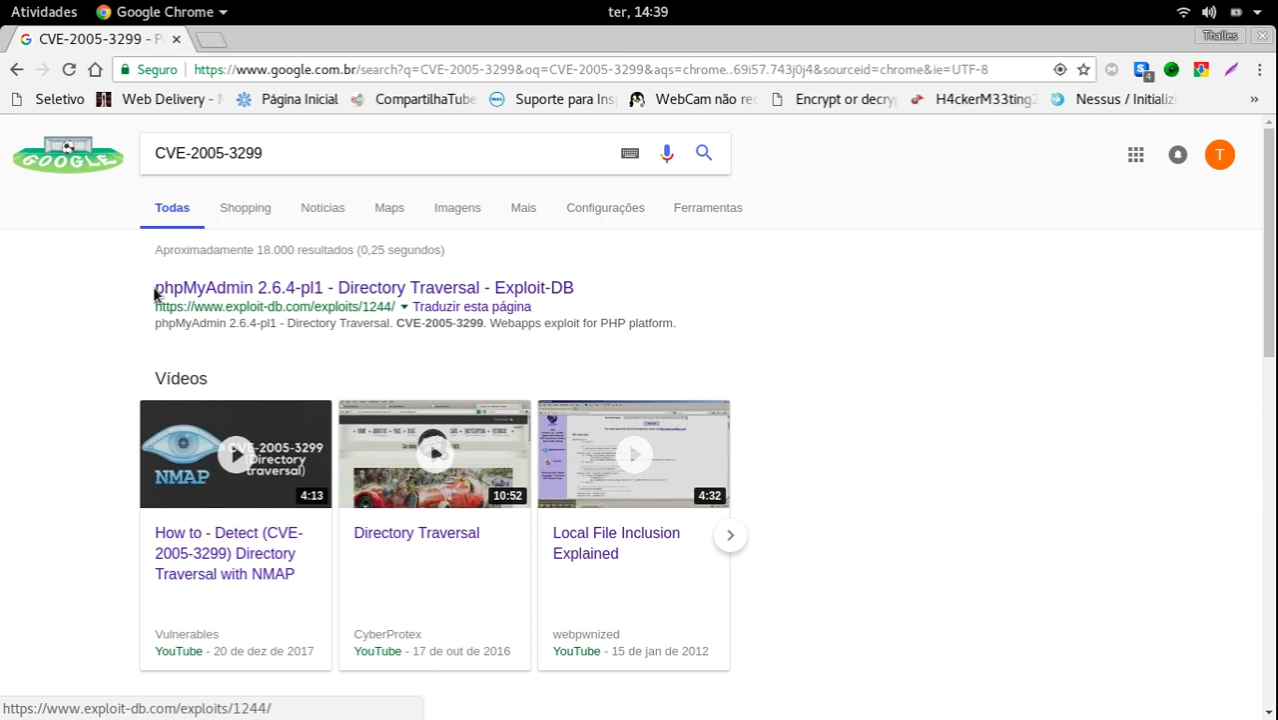 Atividades Google Chrome ter, 14:39
CVE-2005-3299 - P Thalles
Seguro https://www.google.com.br/search?q=CVE-2005-3299&oq=CVE-2005-3299&aqs=chrome..69i57.743j0j4&sourceid=chrome&ie=UTF-8 4
Seletivo Web Delivery - Página Inicial CompartilhaTube Suporte para Ins WebCam não re Encrypt or decry H4ckerM33ting Nessus / Initializi »
GOOGLE CVE-2005-3299 T
Todas Shopping Notícias Maps Imagens Mais Configurações Ferramentas
Aproximadamente 18.000 resultados (0,25 segundos)
phpMyAdmin 2.6.4-pl1 - Directory Traversal - Exploit-DB
https://www.exploit-db.com/exploits/1244/ Traduzir esta página
phpMyAdmin 2.6.4-pl1 - Directory Traversal. CVE-2005-3299. Webapps exploit for PHP platform.
Vídeos
CVE-2005-3299
(Directory
traversal)
NMAP
4:13 10:52 4:32
How to - Detect (CVE-
2005-3299) Directory
Traversal with NMAP
Vulnerables
YouTube - 20 de dez de 2017
Directory Traversal
CyberProtex
YouTube - 17 de out de 2016
Local File Inclusion
Explained
webpwnized
YouTube - 15 de jan de 2012
https://www.exploit-db.com/exploits/1244/